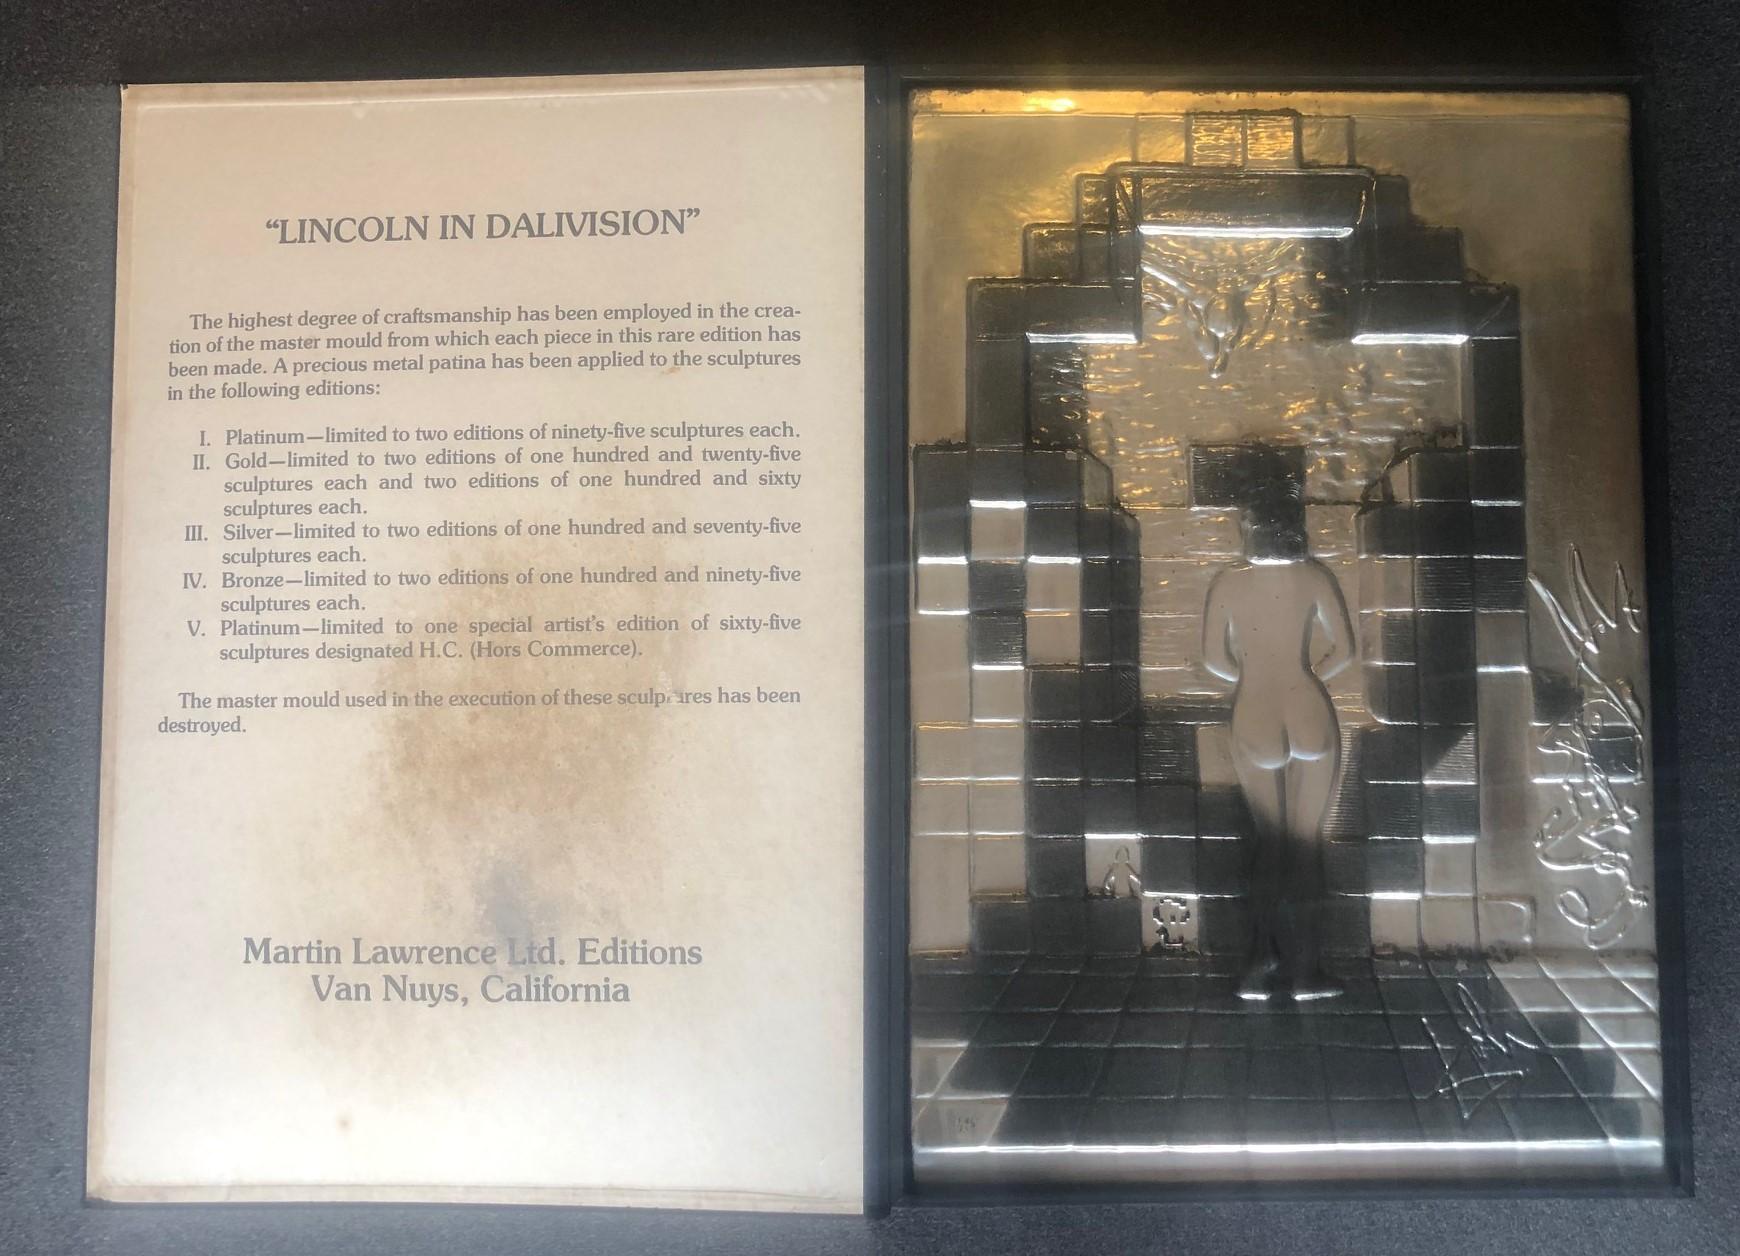 “LINCOLN IN DALIVISION”
The highest degree of craftsmanship has been employed in the crea-
tion of the master mould from which each piece in this rare edition has
been made. A precious metal patina has been applied to the sculptures
in the following editions:
I. Platinum—limited to two editions of ninety-five sculptures each.
II. Gold—limited to two editions of one hundred and twenty-five
sculptures each and two editions of one hundred and sixty
sculptures each.
III. Silver—limited to two editions of one hundred and seventy-five
sculptures each.
IV. Bronze—limited to two editions of one hundred and ninety-five
sculptures each.
V. Platinum—limited to one special artist’s edition of sixty-five
sculptures designated H.C. (Hors Commerce).
The master mould used in the execution of these sculptures has been
destroyed.
Martin Lawrence Ltd. Editions
Van Nuys, California